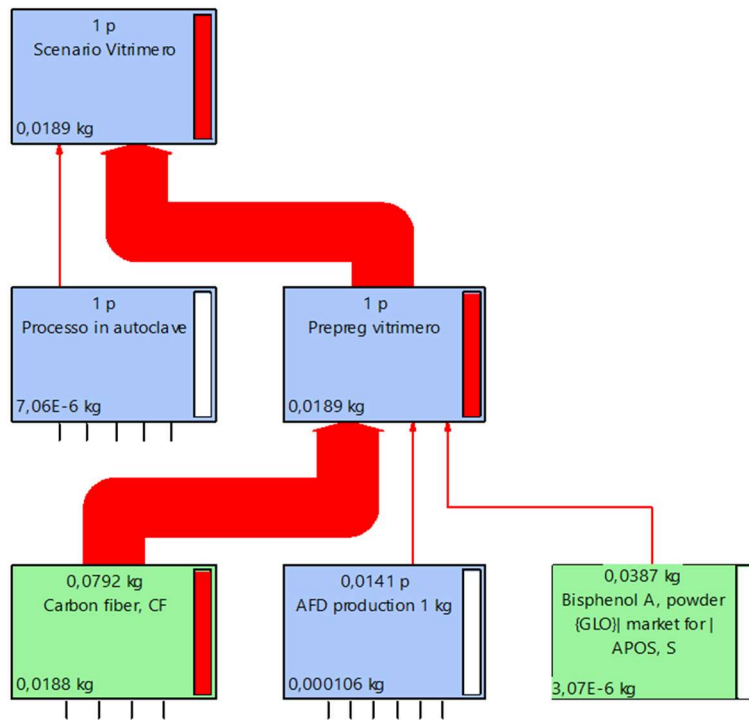 1 p
Scenario Vitrimero
0,0189 kg
1 p
Processo in autoclave
7,06E-6 kg
1 p
Prepreg vitrimero
0,0189 kg
0,0792 kg
Carbon fiber, CF
0,0188 kg
0,0141 p
AFD production 1 kg
0,000106 kg
0,0387 kg
Bisphenol A, powder
{GLO}| market for |
APOS, S
3,07E-6 kg